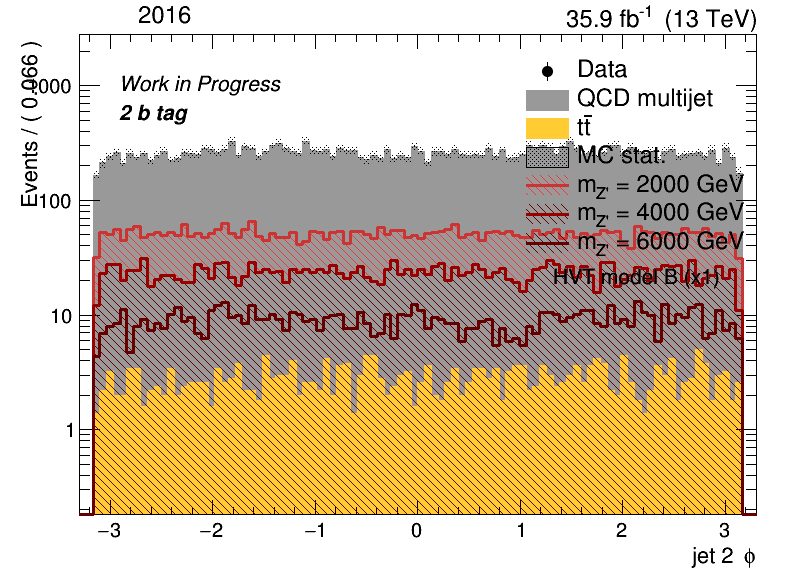 2016
35.9 fb⁻¹ (13 TeV)
Events / ( 0.066 )
Work in Progress
2 b tag
Data
QCD multijet
tt̄
MC stat.
m_Z' = 2000 GeV
m_Z' = 4000 GeV
m_Z' = 6000 GeV
HVT model B (x1)
1000
100
10
1
−3 −2 −1 0 1 2 3
jet 2 ϕ